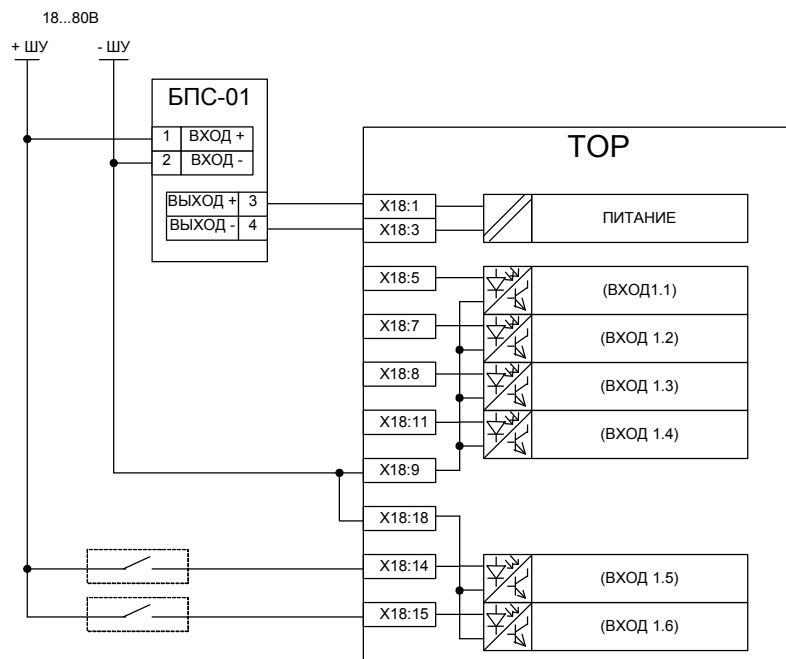 18...80В
+ ШУ
- ШУ
БПС-01
1 ВХОД +
2 ВХОД -
ВЫХОД + 3
ВЫХОД - 4
ТОР
X18:1
X18:3
ПИТАНИЕ
X18:5
(ВХОД1.1)
X18:7
(ВХОД 1.2)
X18:8
(ВХОД 1.3)
X18:11
(ВХОД 1.4)
X18:9
X18:18
X18:14
(ВХОД 1.5)
X18:15
(ВХОД 1.6)